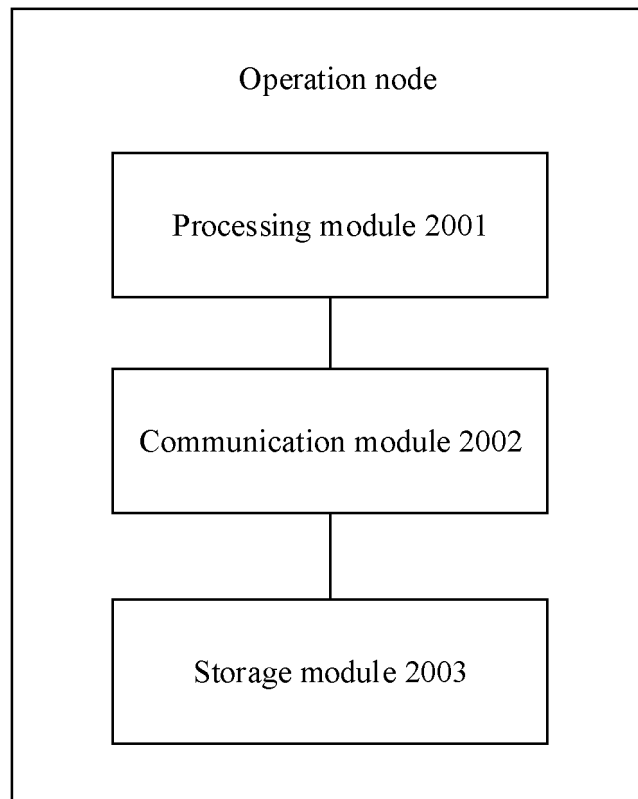 Operation node
Processing module 2001
Communication module 2002
Storage module 2003